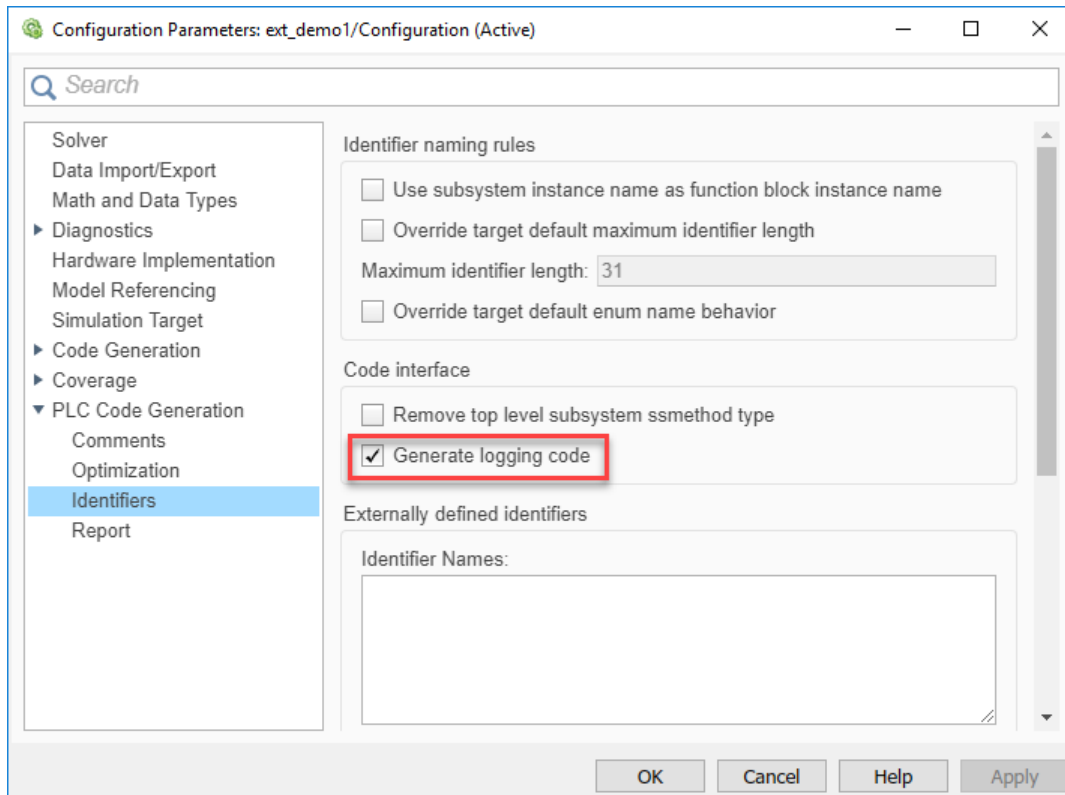 Configuration Parameters: ext_demo1/Configuration (Active)
Search
Solver
Data Import/Export
Math and Data Types
Diagnostics
Hardware Implementation
Model Referencing
Simulation Target
Code Generation
Coverage
PLC Code Generation
Comments
Optimization
Identifiers
Report
Identifier naming rules
Use subsystem instance name as function block instance name
Override target default maximum identifier length
Maximum identifier length: 31
Override target default enum name behavior
Code interface
Remove top level subsystem ssmethod type
Generate logging code
Externally defined identifiers
Identifier Names:
OK Cancel Help Apply